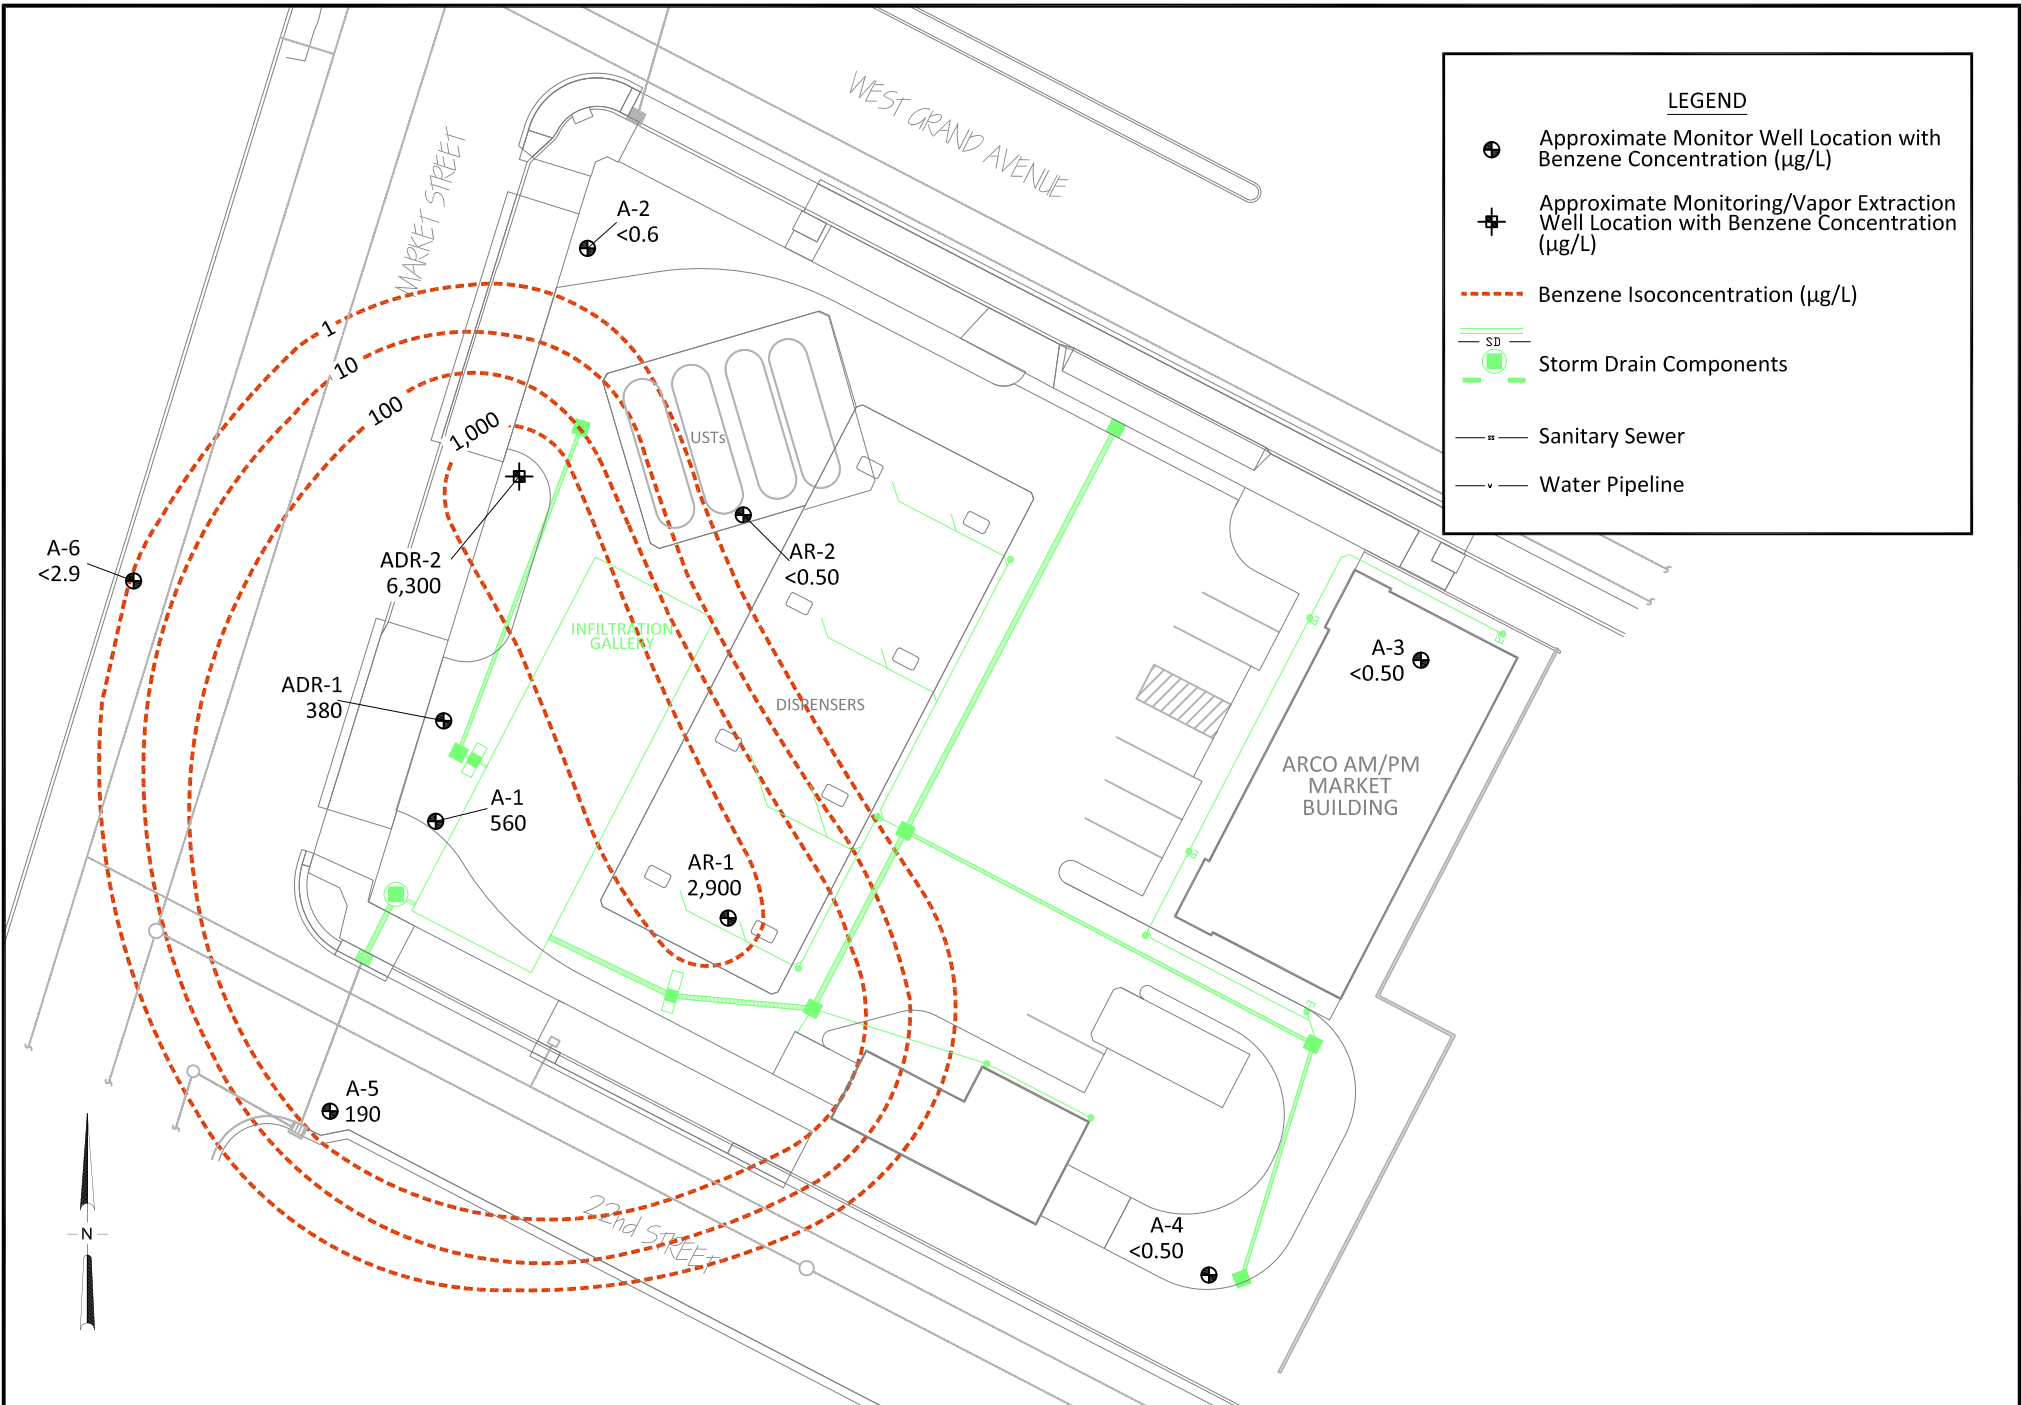 WEST GRAND AVENUE
MARKET STREET
LEGEND
Approximate Monitor Well Location with
Benzene Concentration (µg/L)
Approximate Monitoring/Vapor Extraction
Well Location with Benzene Concentration
(µg/L)
Benzene Isoconcentration (µg/L)
SD
Storm Drain Components
SS
Sanitary Sewer
Water Pipeline
A-2
<0.6
1
10
100
1,000
USTs
A-6
<2.9
ADR-2
6,300
AR-2
<0.50
INFILTRATION
GALLERY
A-3
<0.50
ADR-1
380
DISPENSERS
ARCO AM/PM
MARKET
BUILDING
A-1
560
AR-1
2,900
A-5
190
22nd STREET
A-4
<0.50
N